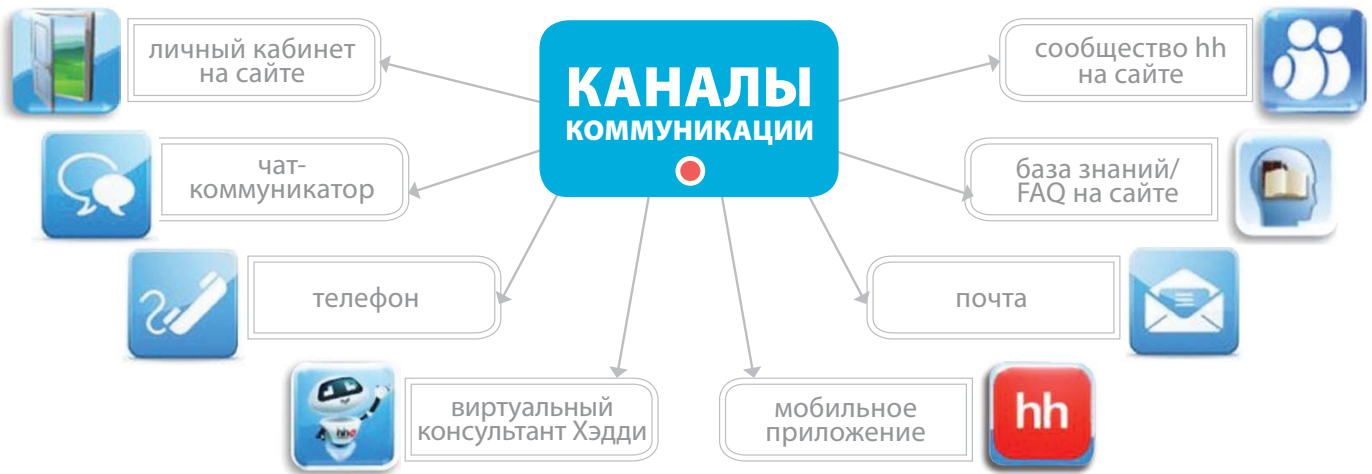 КАНАЛЫ
КОММУНИКАЦИИ
личный кабинет
на сайте
чат-
коммуникатор
телефон
виртуальный
консультант Хэдди
сообщество hh
на сайте
база знаний/
FAQ на сайте
почта
мобильное
приложение
hh
hh